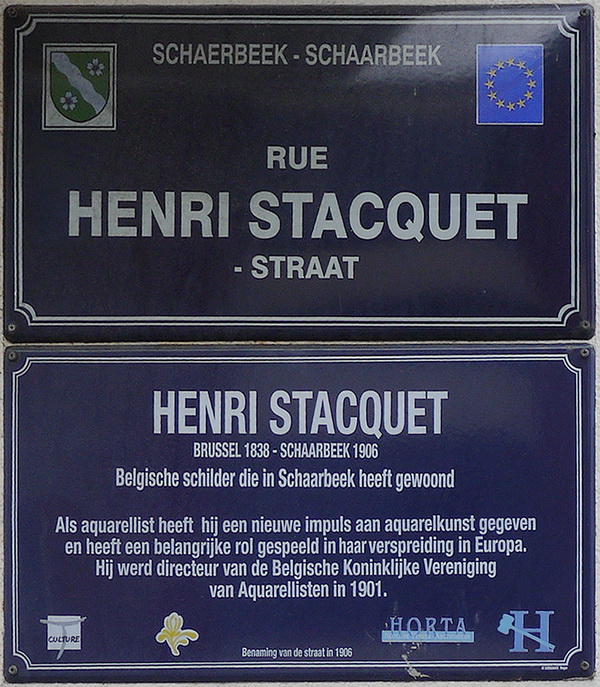 SCHAERBEEK - SCHAARBEEK
RUE
HENRI STACQUET
- STRAAT
HENRI STACQUET
BRUSSEL 1838 - SCHAARBEEK 1906
Belgische schilder die in Schaarbeek heeft gewoond
Als aquarellist heeft hij een nieuwe impuls aan aquarelkunst gegeven
en heeft een belangrijke rol gespeeld in haar verspreiding in Europa.
Hij werd directeur van de Belgische Koninklijke Vereniging
van Aquarellisten in 1901.
CULTURE
HORTA
H
Benaming van de straat in 1906